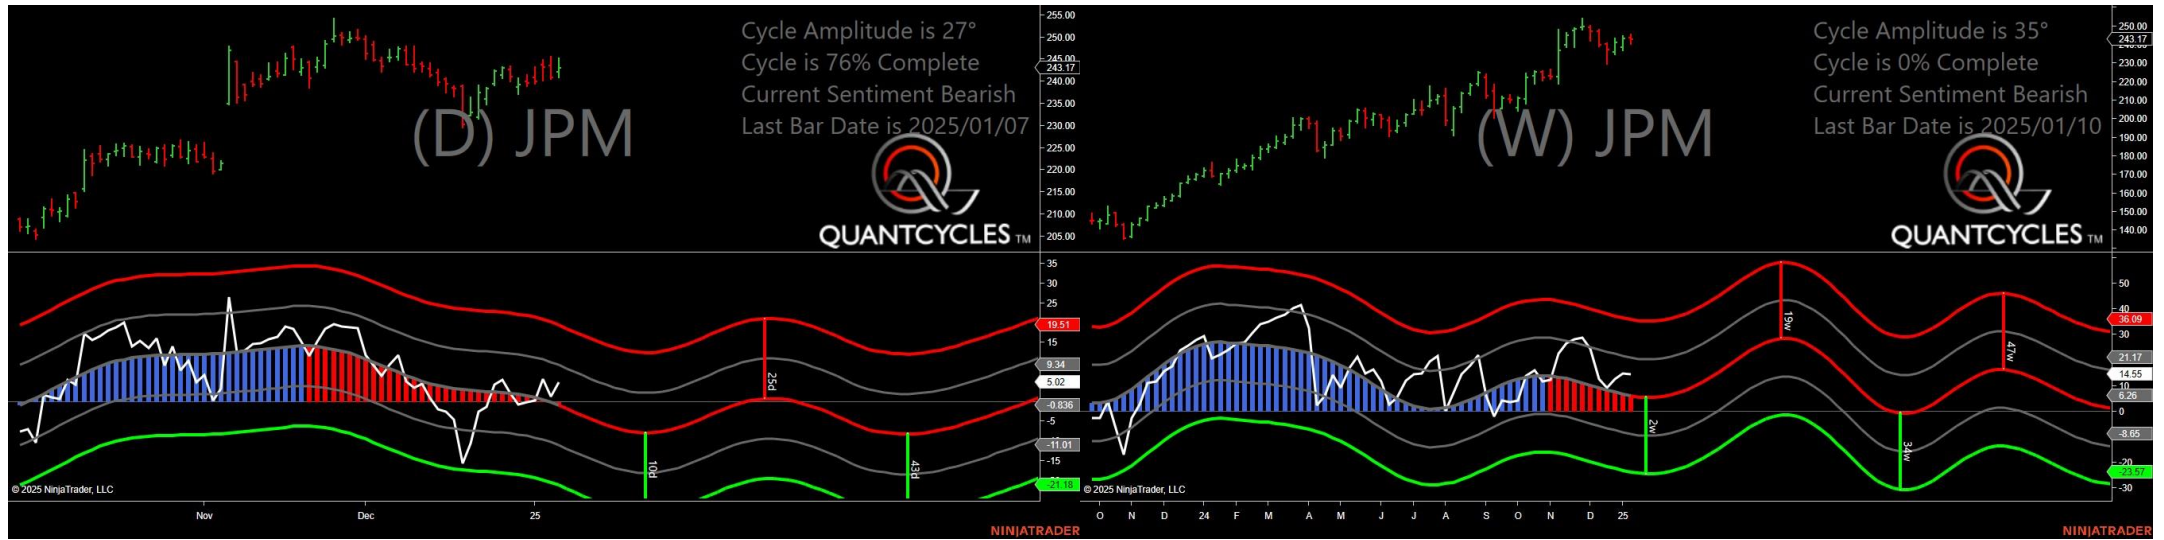 Cycle Amplitude is 27°
Cycle is 76% Complete
Current Sentiment Bearish
Last Bar Date is 2025/01/07
(D) JPM
QUANTCYCLES TM
255.00
250.00
245.00
243.17
240.00
235.00
230.00
225.00
220.00
215.00
210.00
205.00
35
30
25
19.51
15
9.34
5.02
-0.836
-5
-11.01
-15
-21.18
25d
10d
43d
© 2025 NinjaTrader, LLC
Nov
Dec
25
NINJATRADER
Cycle Amplitude is 35°
Cycle is 0% Complete
Current Sentiment Bearish
Last Bar Date is 2025/01/10
(W) JPM
QUANTCYCLES TM
250.00
243.17
230.00
220.00
210.00
200.00
190.00
180.00
170.00
160.00
150.00
140.00
50
40
36.09
30
21.17
14.55
10
6.26
0
-8.65
-20
-23.57
-30
19w
47w
2w
34w
© 2025 NinjaTrader, LLC
O N D 24 F M A M J J A S O N D 25
NINJATRADER